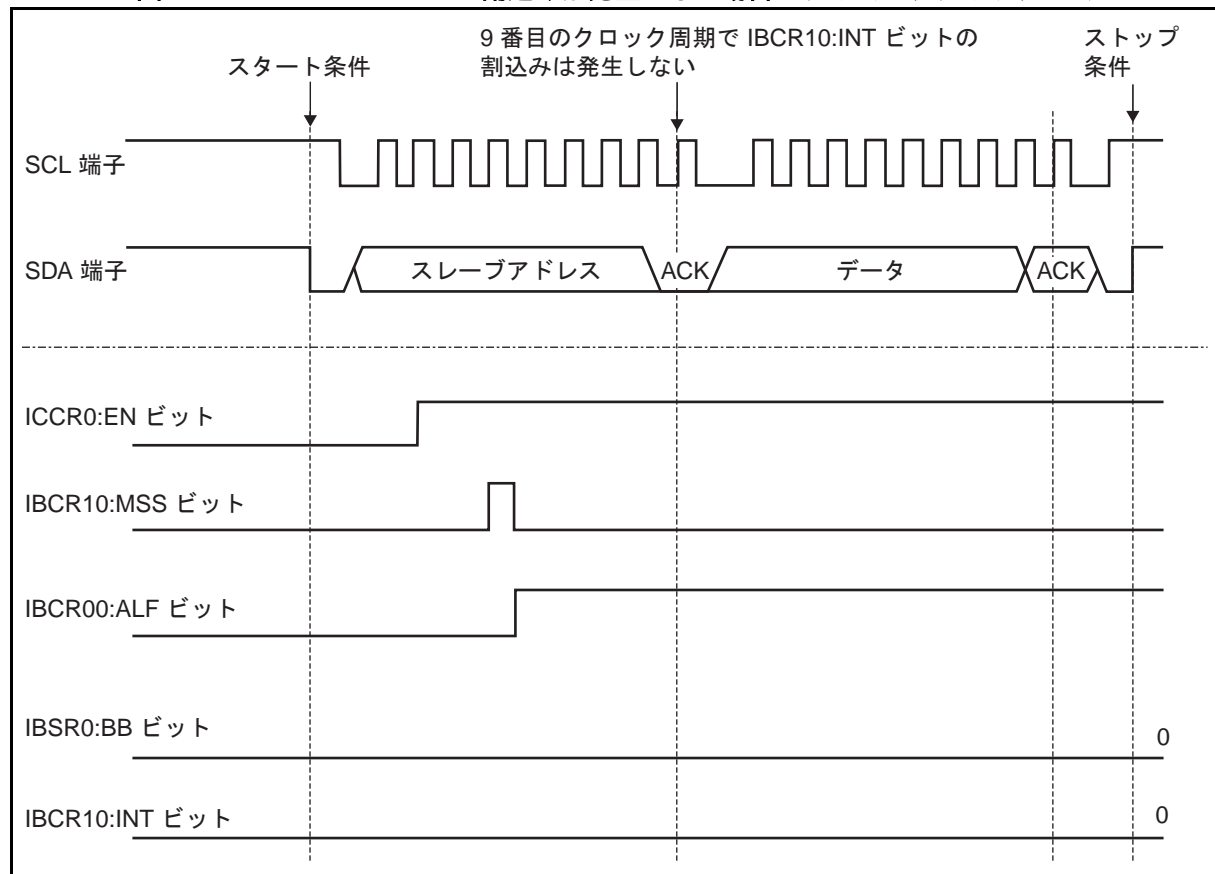 9 番目のクロック周期で IBCR10:INT ビットの
割込みは発生しない
スタート条件
ストップ
条件
SCL 端子
SDA 端子
スレーブアドレス
ACK
データ
ACK
ICCR0:EN ビット
IBCR10:MSS ビット
IBCR00:ALF ビット
IBSR0:BB ビット
0
IBCR10:INT ビット
0